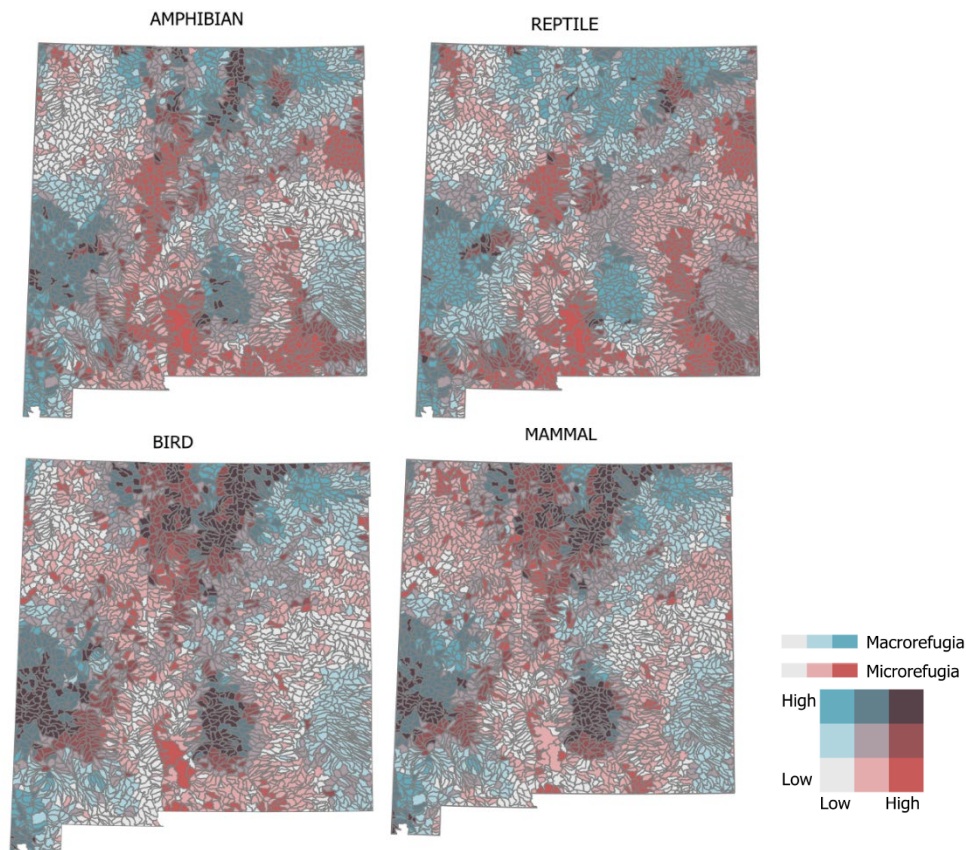 AMPHIBIAN
REPTILE
BIRD
MAMMAL
Macrorefugia
Microrefugia
High
Low
Low High